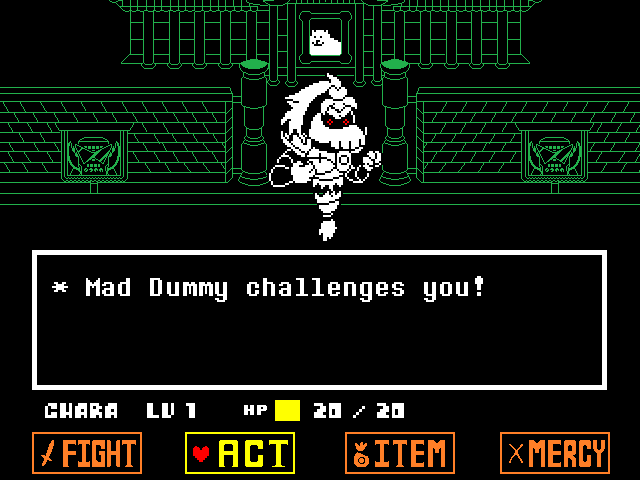 * Mad Dummy challenges you!
CHARA LV 1 HP 20 / 20
FIGHT ACT ITEM MERCY